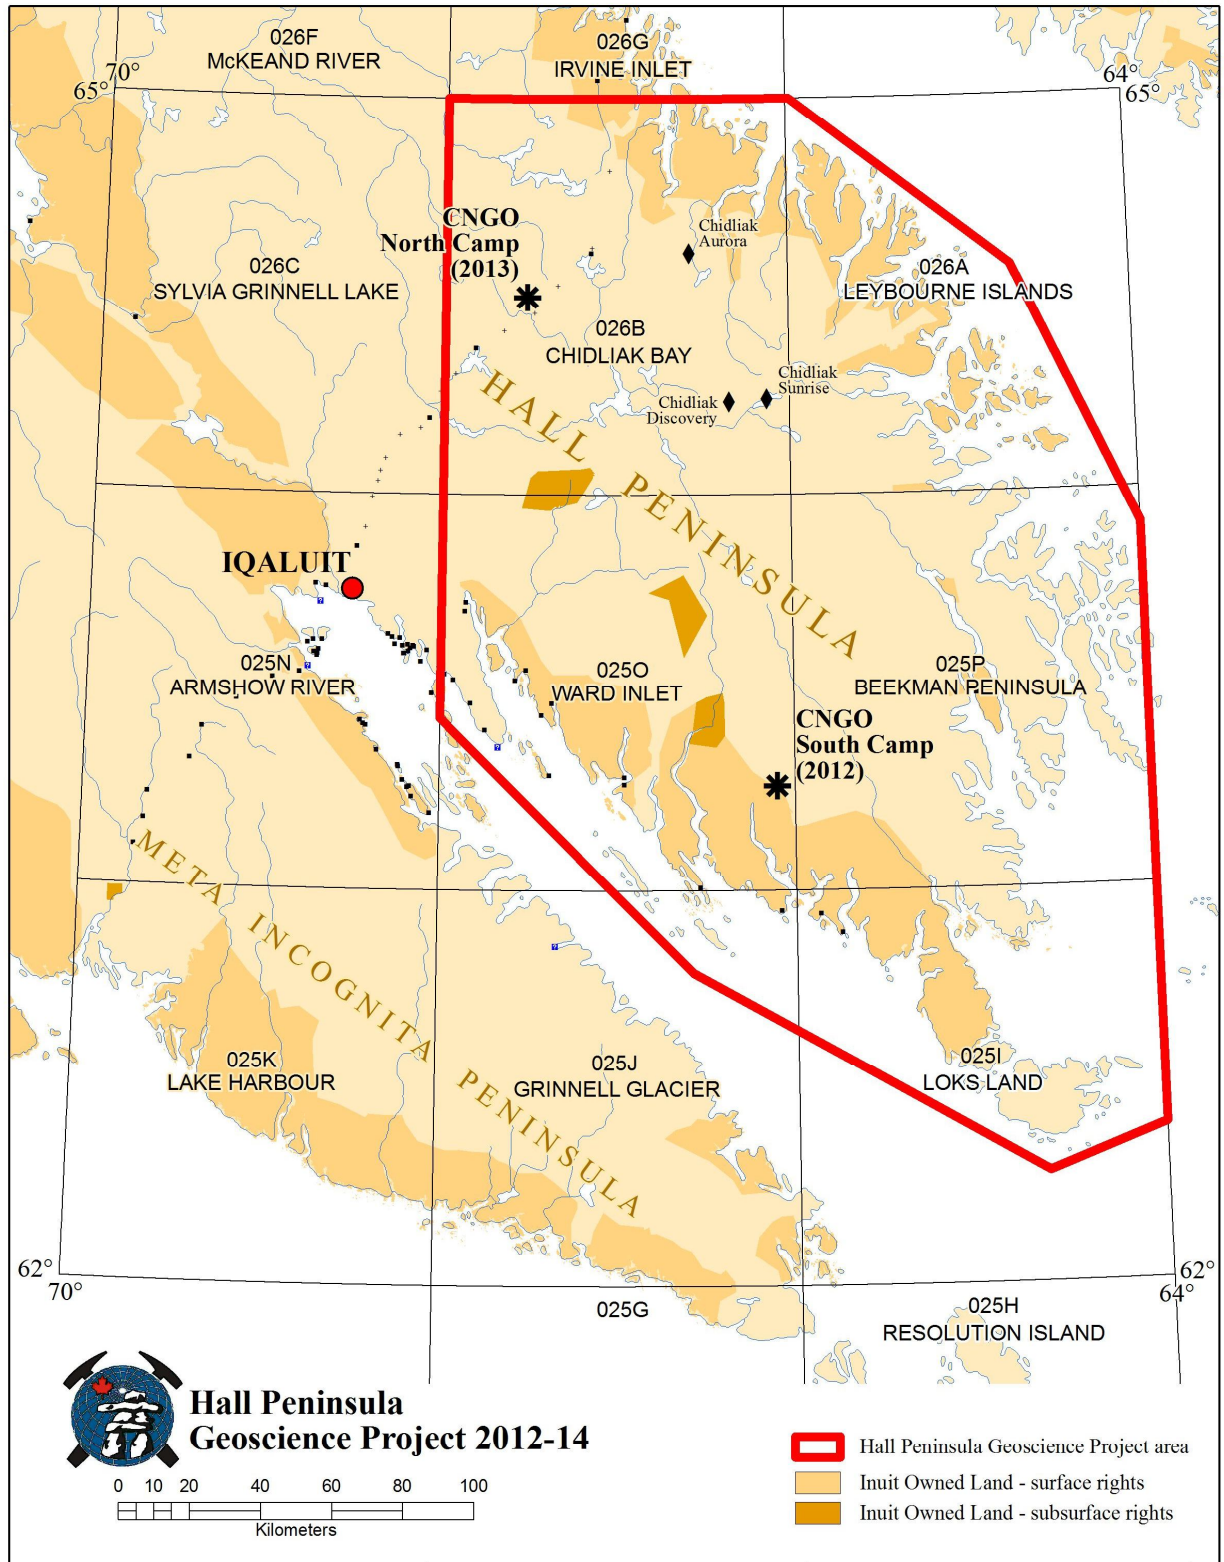 026F
McKEAND RIVER
026G
IRVINE INLET
70°
65°
64°
65°
CNGO
North Camp
(2013)
Chidliak
Aurora
026C
SYLVIA GRINNELL LAKE
026A
LEYBOURNE ISLANDS
026B
CHIDLIAK BAY
Chidliak
Sunrise
Chidliak
Discovery
HALL PENINSULA
IQALUIT
?
025N
ARMSHOW RIVER
?
025O
WARD INLET
025P
BEEKMAN PENINSULA
CNGO
South Camp
(2012)
?
META INCOGNITA PENINSULA
?
025K
LAKE HARBOUR
025J
GRINNELL GLACIER
025I
LOKS LAND
62°
70°
62°
64°
025G
025H
RESOLUTION ISLAND
Hall Peninsula
Geoscience Project 2012-14
0 10 20 40 60 80 100
Kilometers
Hall Peninsula Geoscience Project area
Inuit Owned Land - surface rights
Inuit Owned Land - subsurface rights